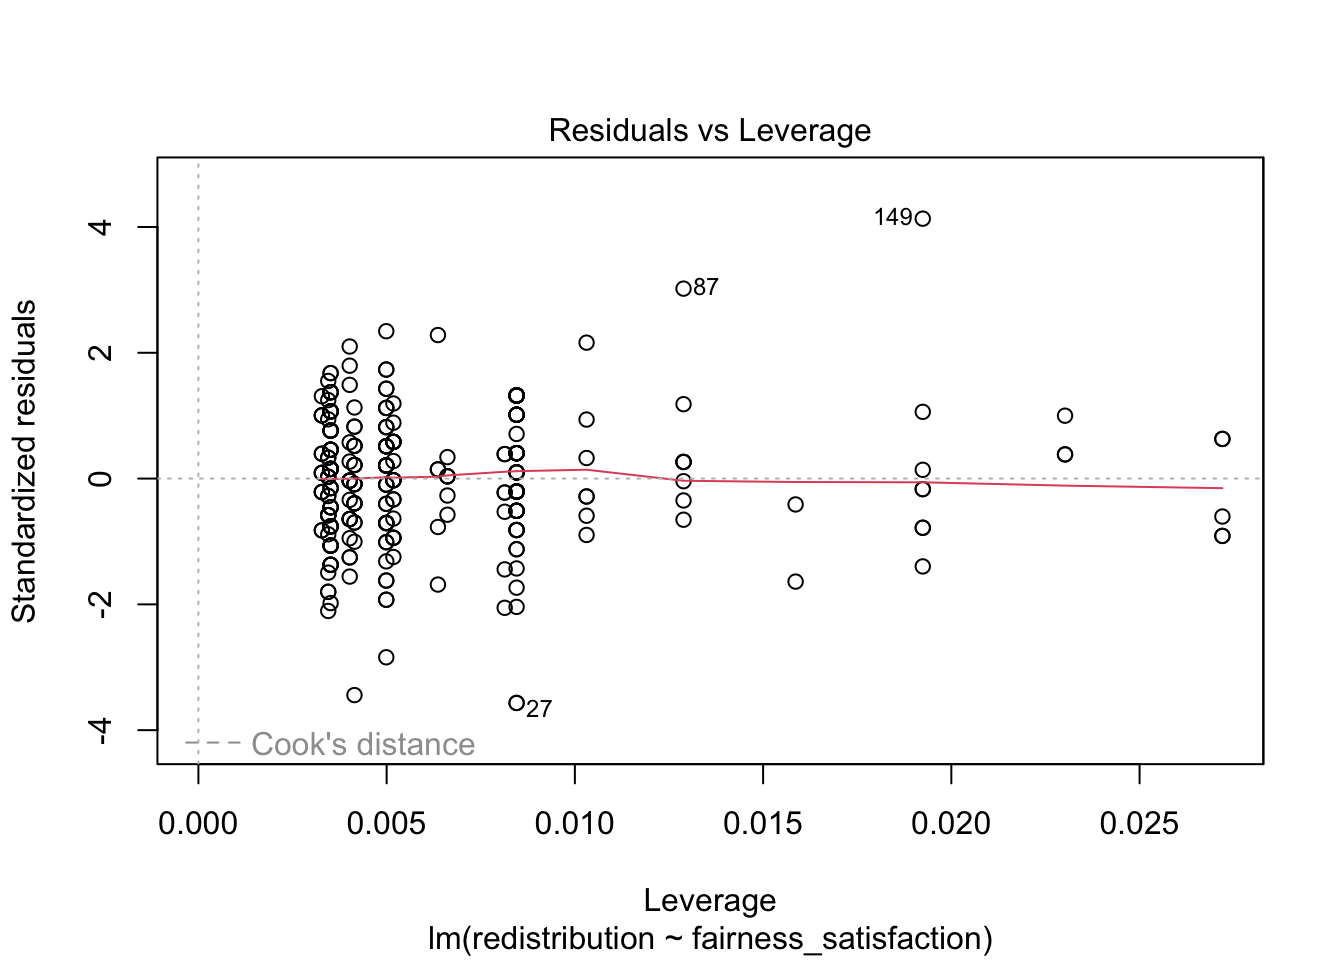 Residuals vs Leverage
Standardized residuals
4
2
0
-2
-4
149
87
27
Cook's distance
0.000 0.005 0.010 0.015 0.020 0.025
Leverage
lm(redistribution ~ fairness_satisfaction)